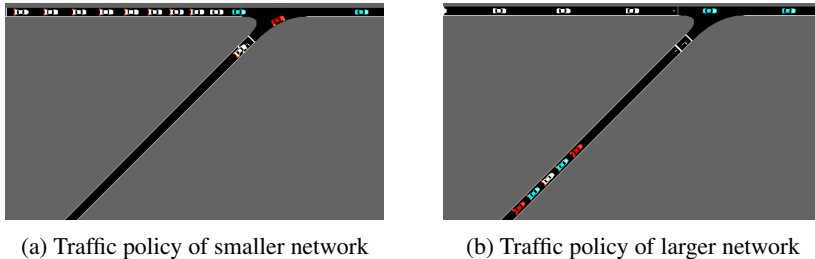 (a) Traffic policy of smaller network
(b) Traffic policy of larger network